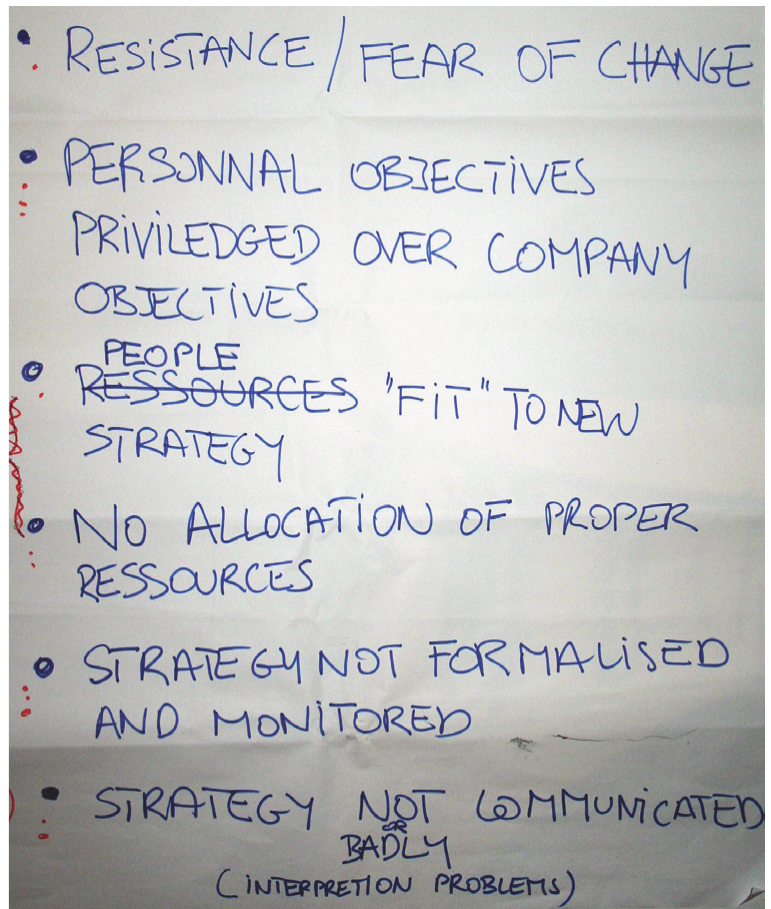 RESISTANCE / FEAR OF CHANGE
PERSONNAL OBJECTIVES
PRIVILEDGED OVER COMPANY
OBJECTIVES
PEOPLE
RESSOURCES "FIT" TO NEW
STRATEGY
NO ALLOCATION OF PROPER
RESSOURCES
STRATEGY NOT FORMALISED
AND MONITORED
STRATEGY NOT COMMUNICATED
OR
BADLY
(INTERPRETION PROBLEMS)